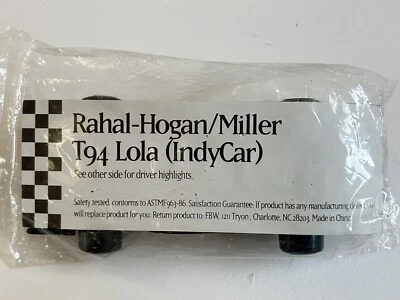 Rahal-Hogan/Miller
T94 Lola (IndyCar)
See other side for driver highlights.
Safety tested, conforms to ASTMF963-86. Satisfaction Guarantee: If product has any manufacturing defect,
will replace product for you. Return product to: FBW, 1211 Tryon, Charlotte, NC 28203. Made in China.